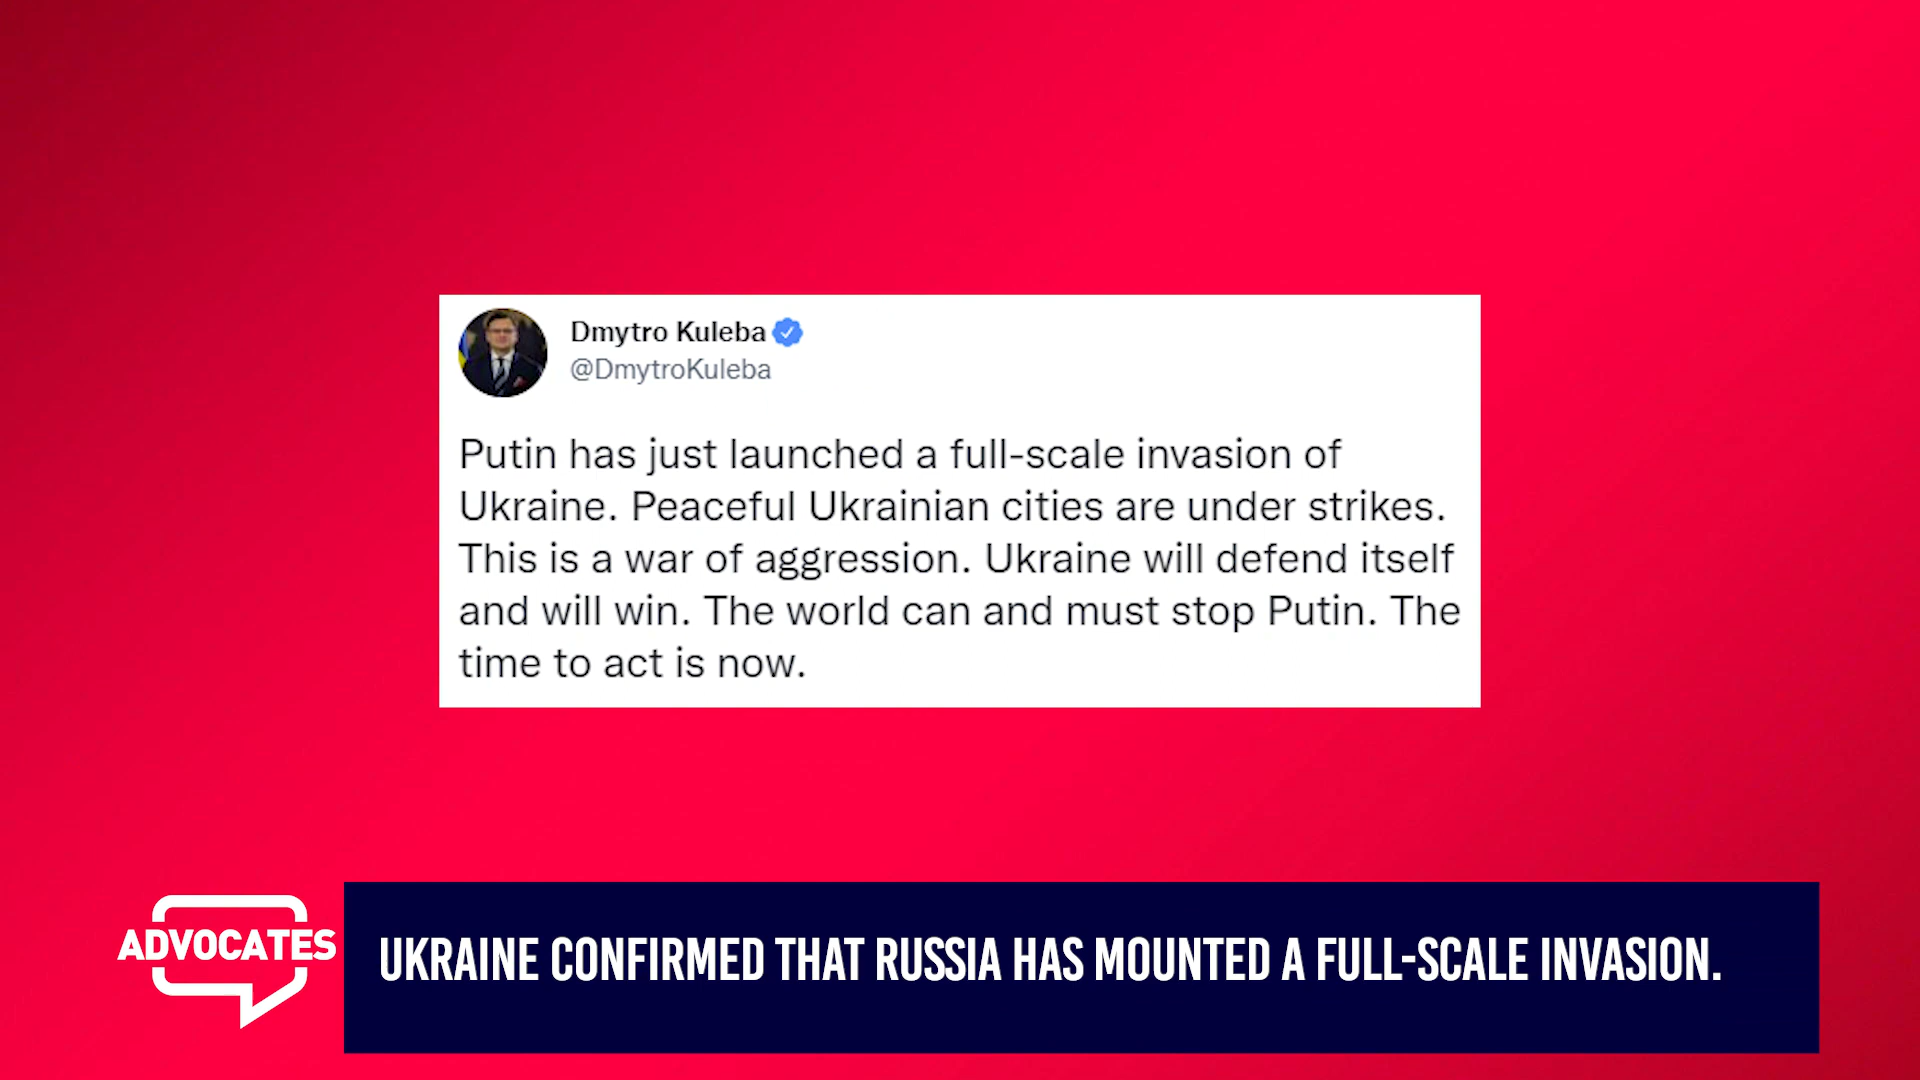 Dmytro Kuleba
@DmytroKuleba
Putin has just launched a full-scale invasion of
Ukraine. Peaceful Ukrainian cities are under strikes.
This is a war of aggression. Ukraine will defend itself
and will win. The world can and must stop Putin. The
time to act is now.
ADVOCATES
UKRAINE CONFIRMED THAT RUSSIA HAS MOUNTED A FULL-SCALE INVASION.